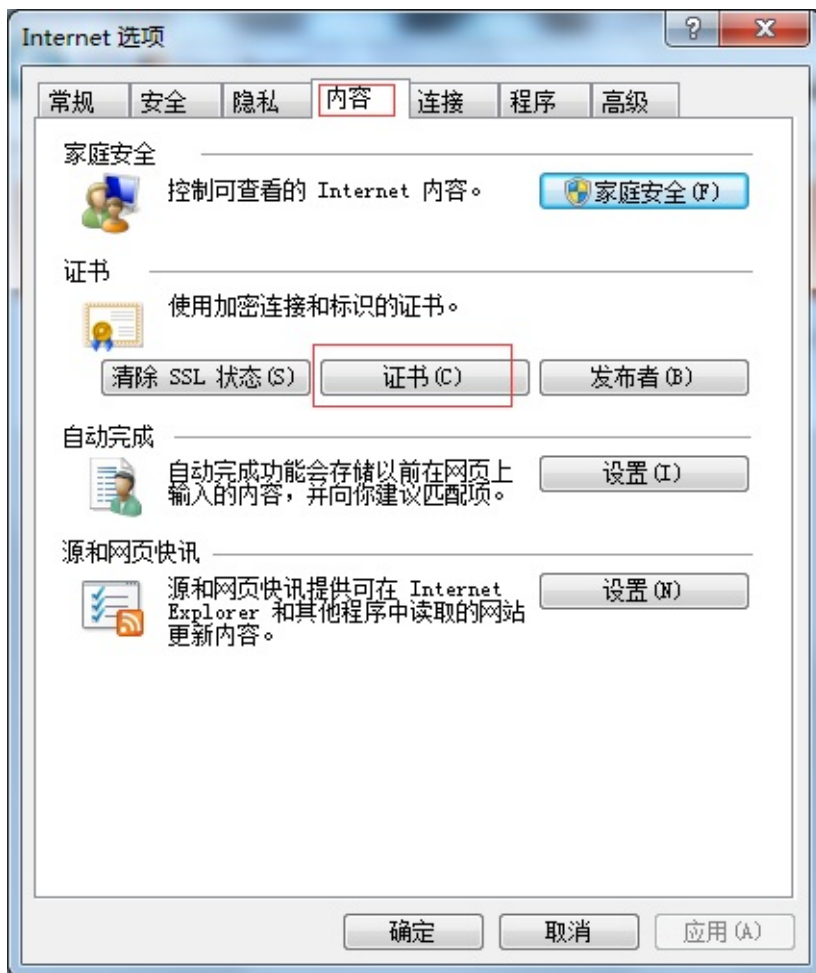 Internet 选项
常规 安全 隐私 内容 连接 程序 高级
家庭安全
控制可查看的 Internet 内容。 家庭安全(F)
证书
使用加密连接和标识的证书。
清除 SSL 状态(S) 证书(C) 发布者(B)
自动完成
自动完成功能会存储以前在网页上
输入的内容,并向你建议匹配项。
设置(I)
源和网页快讯
源和网页快讯提供可在 Internet
Explorer 和其他程序中读取的网站
更新内容。
设置(N)
确定 取消 应用(A)